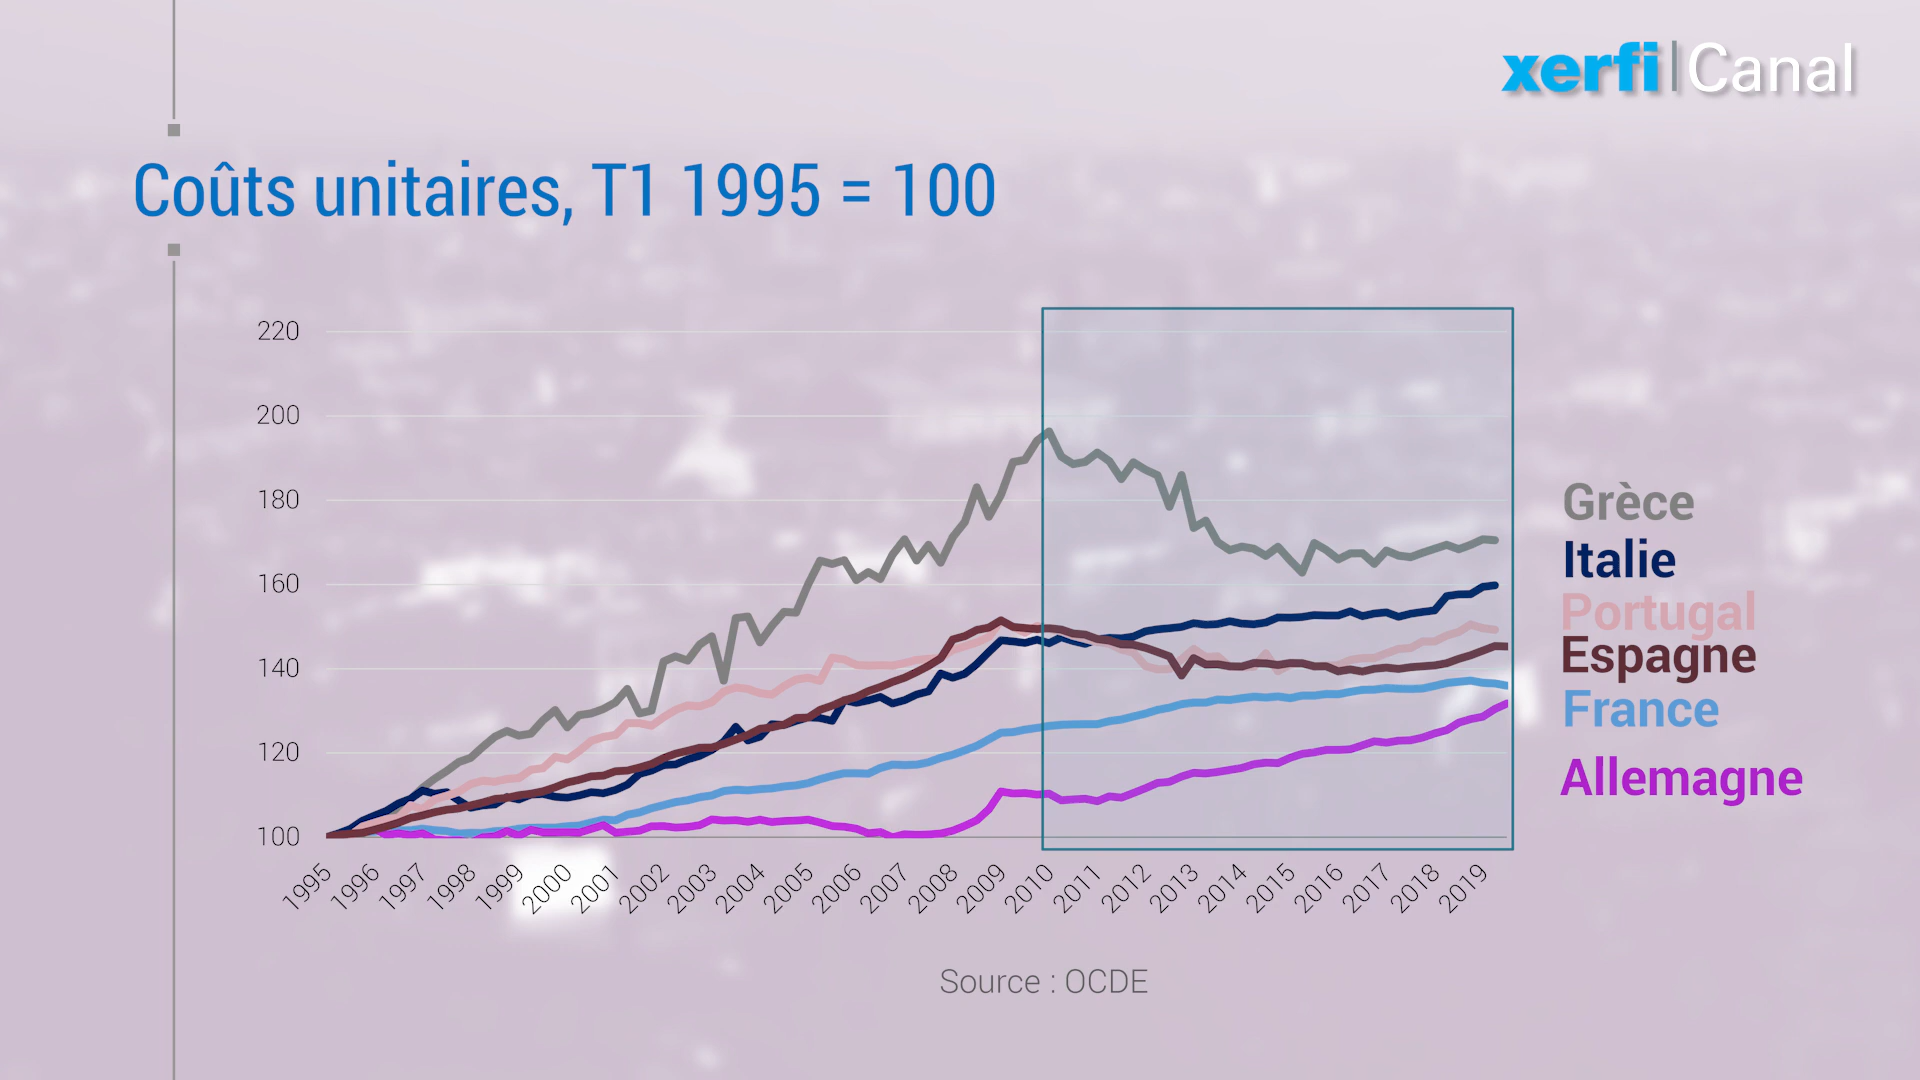 xerfi Canal
Coûts unitaires, T1 1995 = 100
220
200
180
160
140
120
100
1995 1996 1997 1998 1999 2000 2001 2002 2003 2004 2005 2006 2007 2008 2009 2010 2011 2012 2013 2014 2015 2016 2017 2018 2019
Grèce
Italie
Portugal
Espagne
France
Allemagne
Source : OCDE